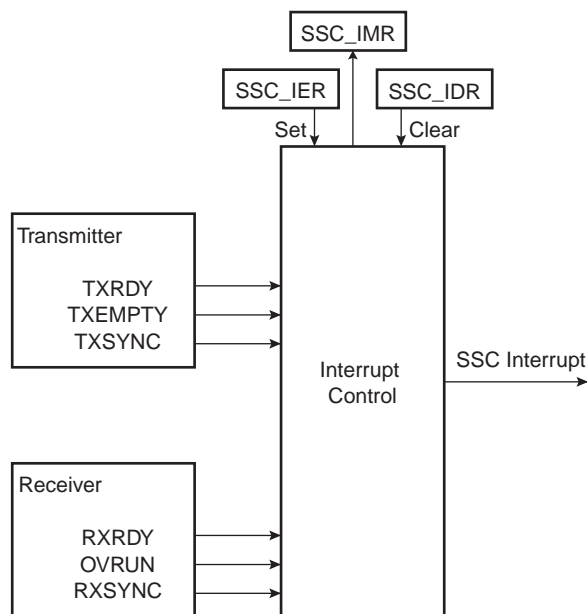 SSC_IMR
SSC_IER
SSC_IDR
Set
Clear
Transmitter
TXRDY
TXEMPTY
TXSYNC
Interrupt
Control
SSC Interrupt
Receiver
RXRDY
OVRUN
RXSYNC